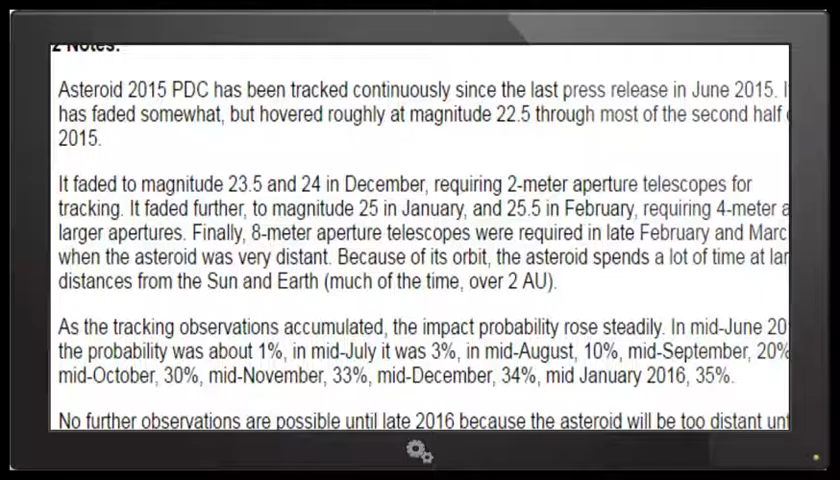 2 Notes:
Asteroid 2015 PDC has been tracked continuously since the last press release in June 2015.
has faded somewhat, but hovered roughly at magnitude 22.5 through most of the second half
2015.
It faded to magnitude 23.5 and 24 in December, requiring 2-meter aperture telescopes for
tracking. It faded further, to magnitude 25 in January, and 25.5 in February, requiring 4-meter a
larger apertures. Finally, 8-meter aperture telescopes were required in late February and Marc
when the asteroid was very distant. Because of its orbit, the asteroid spends a lot of time at lar
distances from the Sun and Earth (much of the time, over 2 AU).
As the tracking observations accumulated, the impact probability rose steadily. In mid-June 20
the probability was about 1%, in mid-July it was 3%, in mid-August, 10%, mid-September, 20%
mid-October, 30%, mid-November, 33%, mid-December, 34%, mid January 2016, 35%.
No further observations are possible until late 2016 because the asteroid will be too distant unt